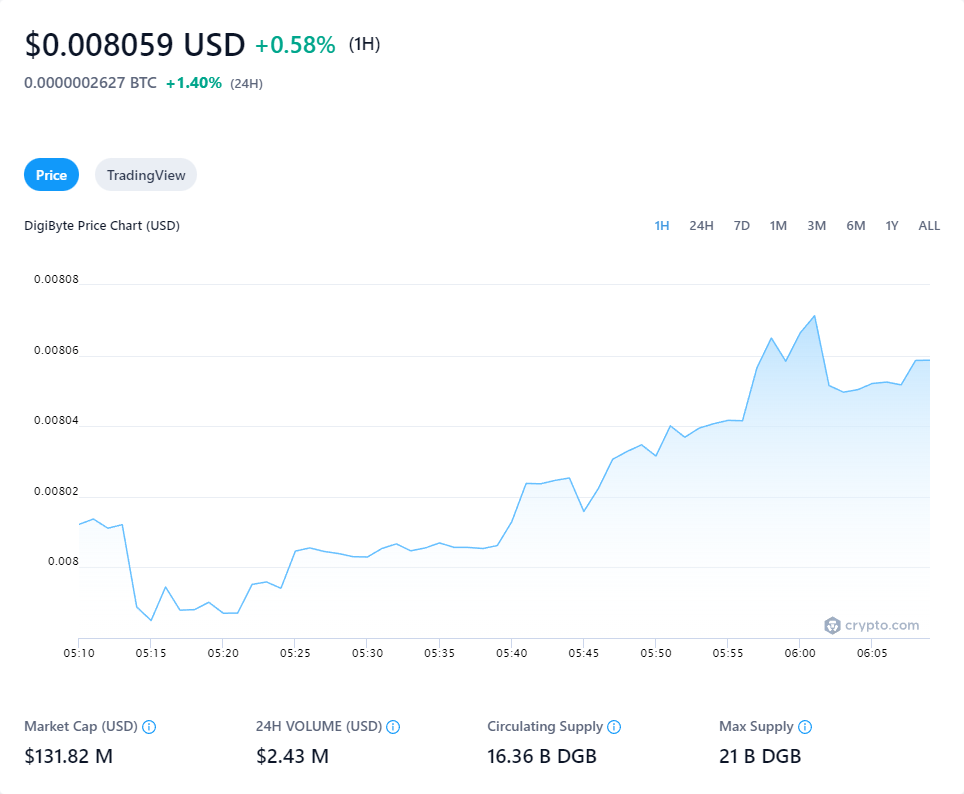 $0.008059 USD +0.58% (1H)
0.0000002627 BTC +1.40% (24H)
Price TradingView
DigiByte Price Chart (USD) 1H 24H 7D 1M 3M 6M 1Y ALL
0.00808
0.00806
0.00804
0.00802
0.008
crypto.com
05:10 05:15 05:20 05:25 05:30 05:35 05:40 05:45 05:50 05:55 06:00 06:05
Market Cap (USD) 24H VOLUME (USD) Circulating Supply Max Supply
$131.82 M $2.43 M 16.36 B DGB 21 B DGB